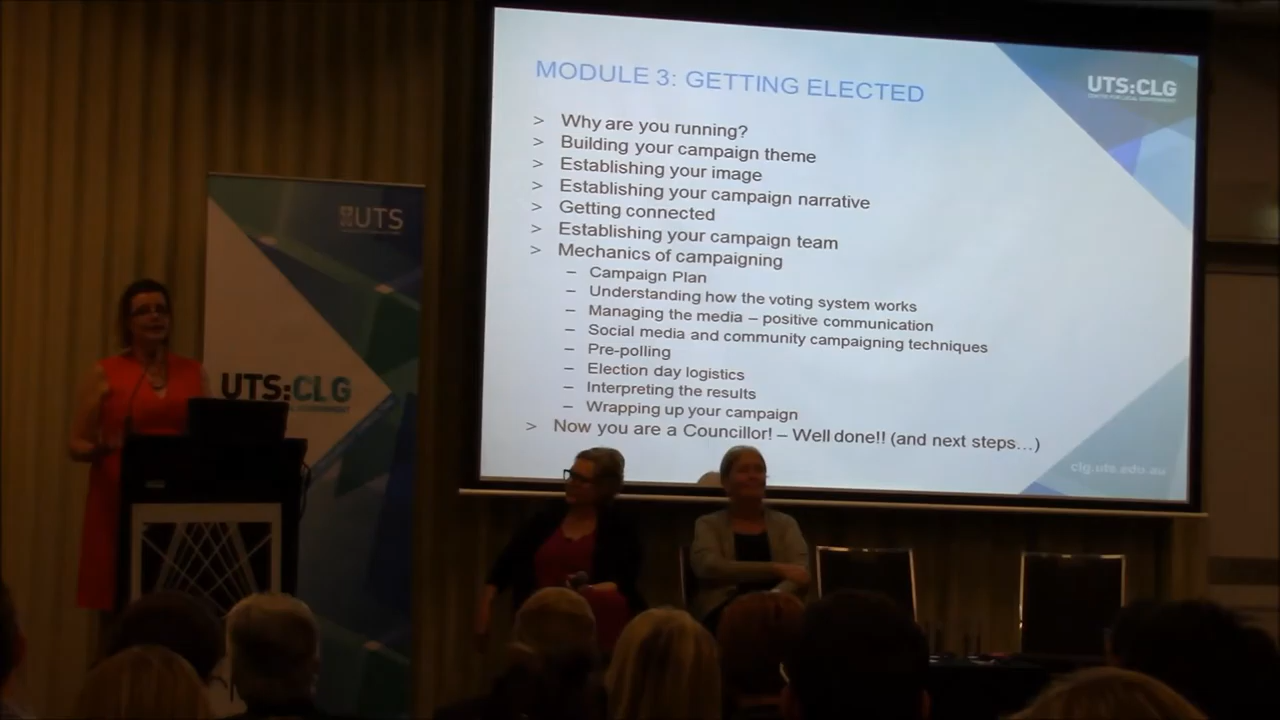 MODULE 3: GETTING ELECTED
UTS:CLG
CENTRE FOR LOCAL GOVERNMENT
> Why are you running?
> Building your campaign theme
> Establishing your image
> Establishing your campaign narrative
> Getting connected
> Establishing your campaign team
> Mechanics of campaigning
– Campaign Plan
– Understanding how the voting system works
– Managing the media – positive communication
– Social media and community campaigning techniques
– Pre-polling
– Election day logistics
– Interpreting the results
– Wrapping up your campaign
> Now you are a Councillor! – Well done!! (and next steps…)
clg.uts.edu.au
UTS
UTS:CLG